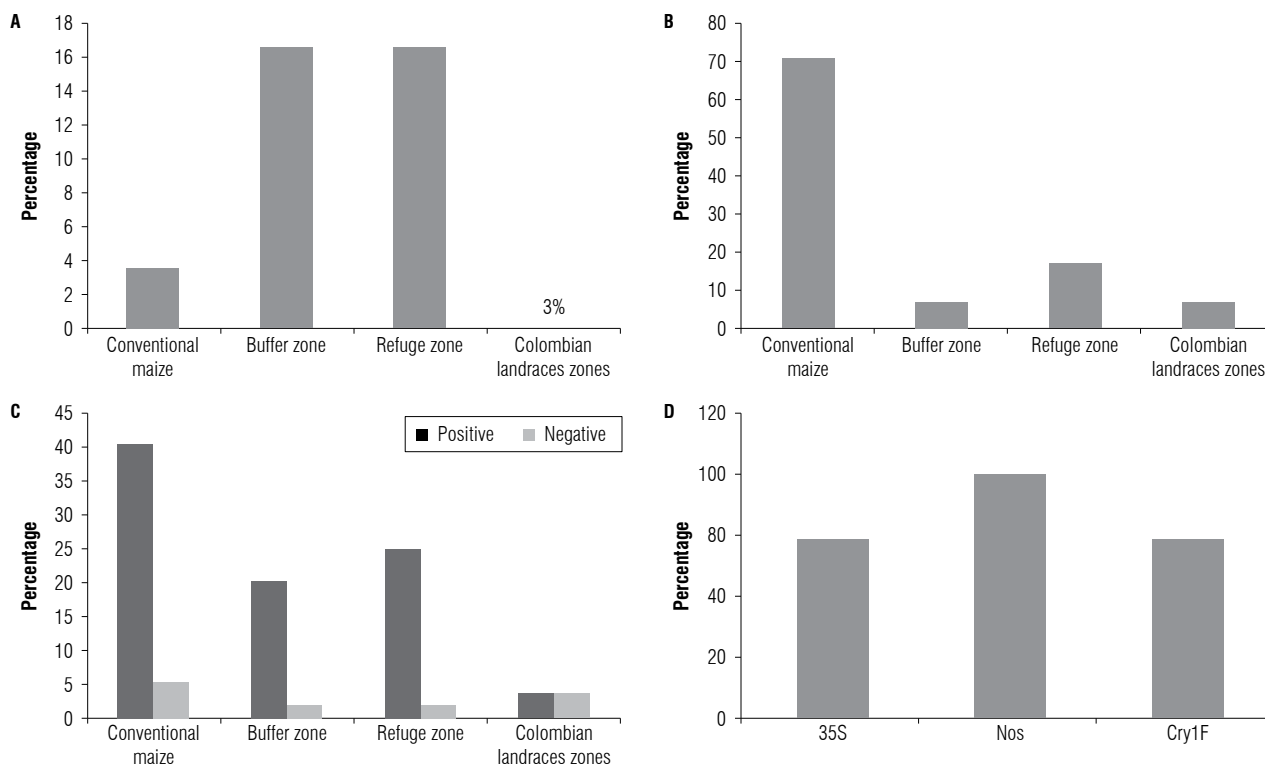 A
Percentage
18
16
14
12
10
8
6
4
2
0
3%
Conventional
maize
Buffer zone
Refuge zone
Colombian
landraces zones
B
Percentage
80
70
60
50
40
30
20
10
0
Conventional
maize
Buffer zone
Refuge zone
Colombian
landraces zones
C
Percentage
45
40
35
30
25
20
15
10
5
0
Positive Negative
Conventional
maize
Buffer zone
Refuge zone
Colombian
landraces zones
D
Percentage
120
100
80
60
40
20
0
35S
Nos
Cry1F